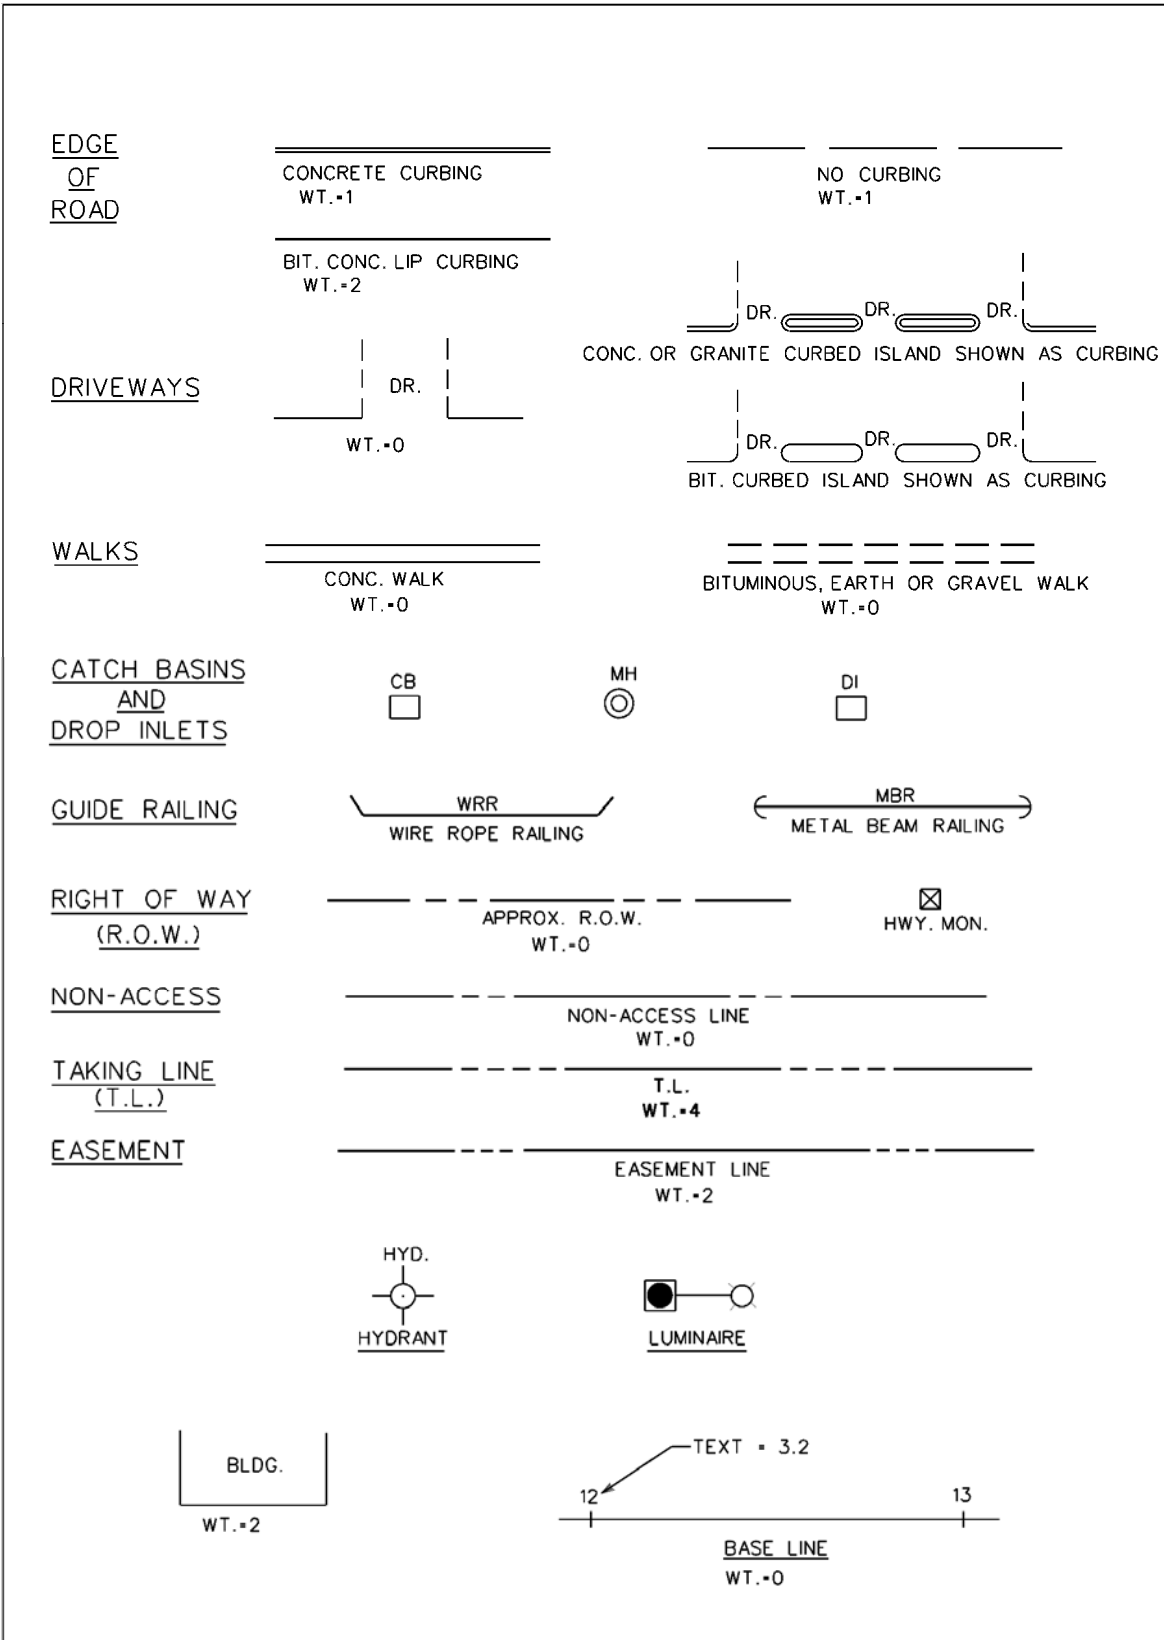 EDGE
OF
ROAD
CONCRETE CURBING
WT.=1
NO CURBING
WT.=1
BIT. CONC. LIP CURBING
WT.=2
DR. DR. DR.
CONC. OR GRANITE CURBED ISLAND SHOWN AS CURBING
DRIVEWAYS
DR.
WT.=0
DR. DR. DR.
BIT. CURBED ISLAND SHOWN AS CURBING
WALKS
CONC. WALK
WT.=0
BITUMINOUS, EARTH OR GRAVEL WALK
WT.=0
CATCH BASINS
AND
DROP INLETS
CB
MH
DI
GUIDE RAILING
WRR
WIRE ROPE RAILING
MBR
METAL BEAM RAILING
RIGHT OF WAY
(R.O.W.)
APPROX. R.O.W.
WT.=0
HWY. MON.
NON-ACCESS
NON-ACCESS LINE
WT.=0
TAKING LINE
(T.L.)
T.L.
WT.=4
EASEMENT
EASEMENT LINE
WT.=2
HYD.
HYDRANT
LUMINAIRE
BLDG.
WT.=2
TEXT = 3.2
12
13
BASE LINE
WT.=0